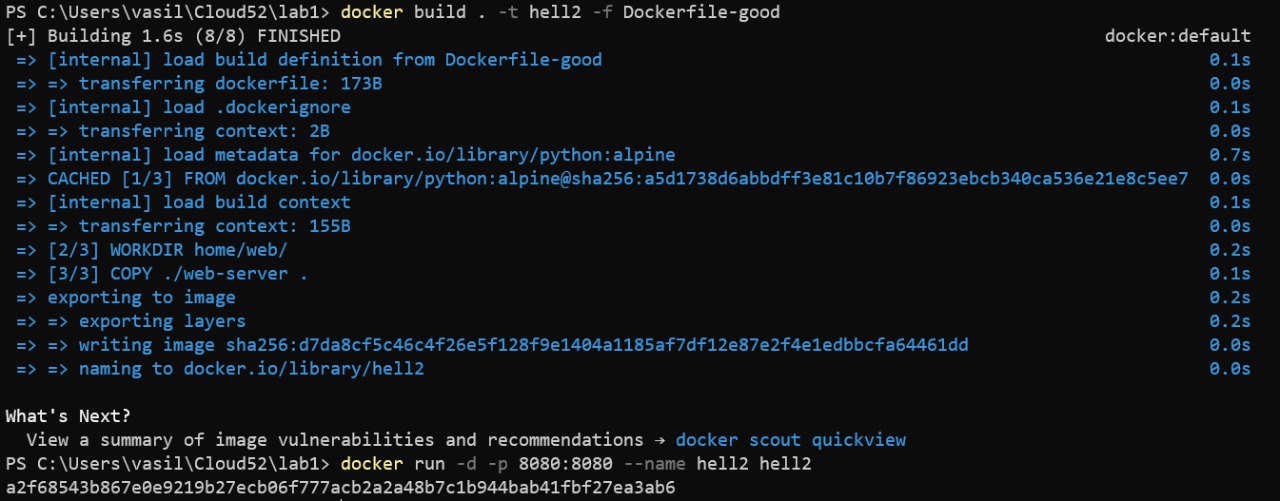 PS C:\Users\vasil\Cloud52\lab1> docker build . -t hell2 -f Dockerfile-good
[+] Building 1.6s (8/8) FINISHED docker:default
=> [internal] load build definition from Dockerfile-good 0.1s
=> => transferring dockerfile: 173B 0.0s
=> [internal] load .dockerignore 0.1s
=> => transferring context: 2B 0.0s
=> [internal] load metadata for docker.io/library/python:alpine 0.7s
=> CACHED [1/3] FROM docker.io/library/python:alpine@sha256:a5d1738d6abbdff3e81c10b7f86923ebcb340ca536e21e8c5ee7 0.0s
=> [internal] load build context 0.1s
=> => transferring context: 155B 0.0s
=> [2/3] WORKDIR home/web/ 0.2s
=> [3/3] COPY ./web-server . 0.1s
=> exporting to image 0.2s
=> => exporting layers 0.2s
=> => writing image sha256:d7da8cf5c46c4f26e5f128f9e1404a1185af7df12e87e2f4e1edbbcfa64461dd 0.0s
=> => naming to docker.io/library/hell2 0.0s
What's Next?
View a summary of image vulnerabilities and recommendations → docker scout quickview
PS C:\Users\vasil\Cloud52\lab1> docker run -d -p 8080:8080 --name hell2 hell2
a2f68543b867e0e9219b27ecb06f777acb2a2a48b7c1b944bab41fbf27ea3ab6